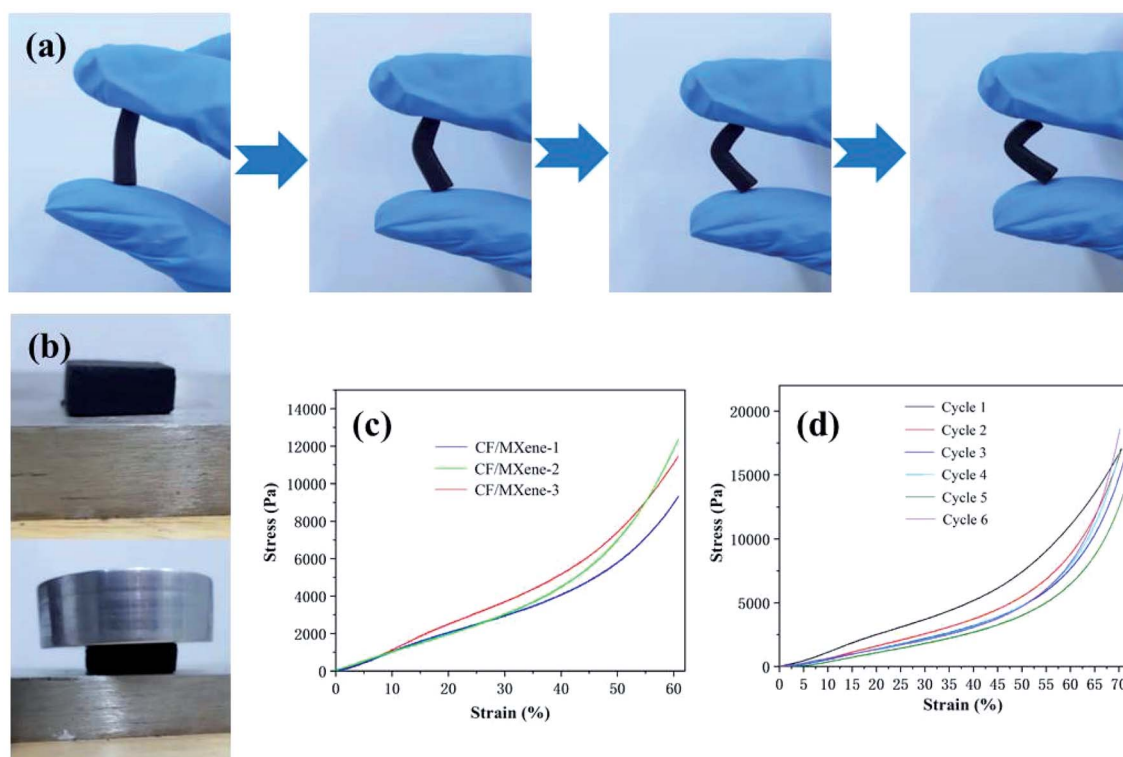 (a)
(b)
(c)
14000
12000
10000
8000
6000
4000
2000
0
Stress (Pa)
CF/MXene-1
CF/MXene-2
CF/MXene-3
0
10
20
30
40
50
60
Strain (%)
(d)
20000
15000
10000
5000
0
Stress (Pa)
Cycle 1
Cycle 2
Cycle 3
Cycle 4
Cycle 5
Cycle 6
0
5
10
15
20
25
30
35
40
45
50
55
60
65
70
Strain (%)